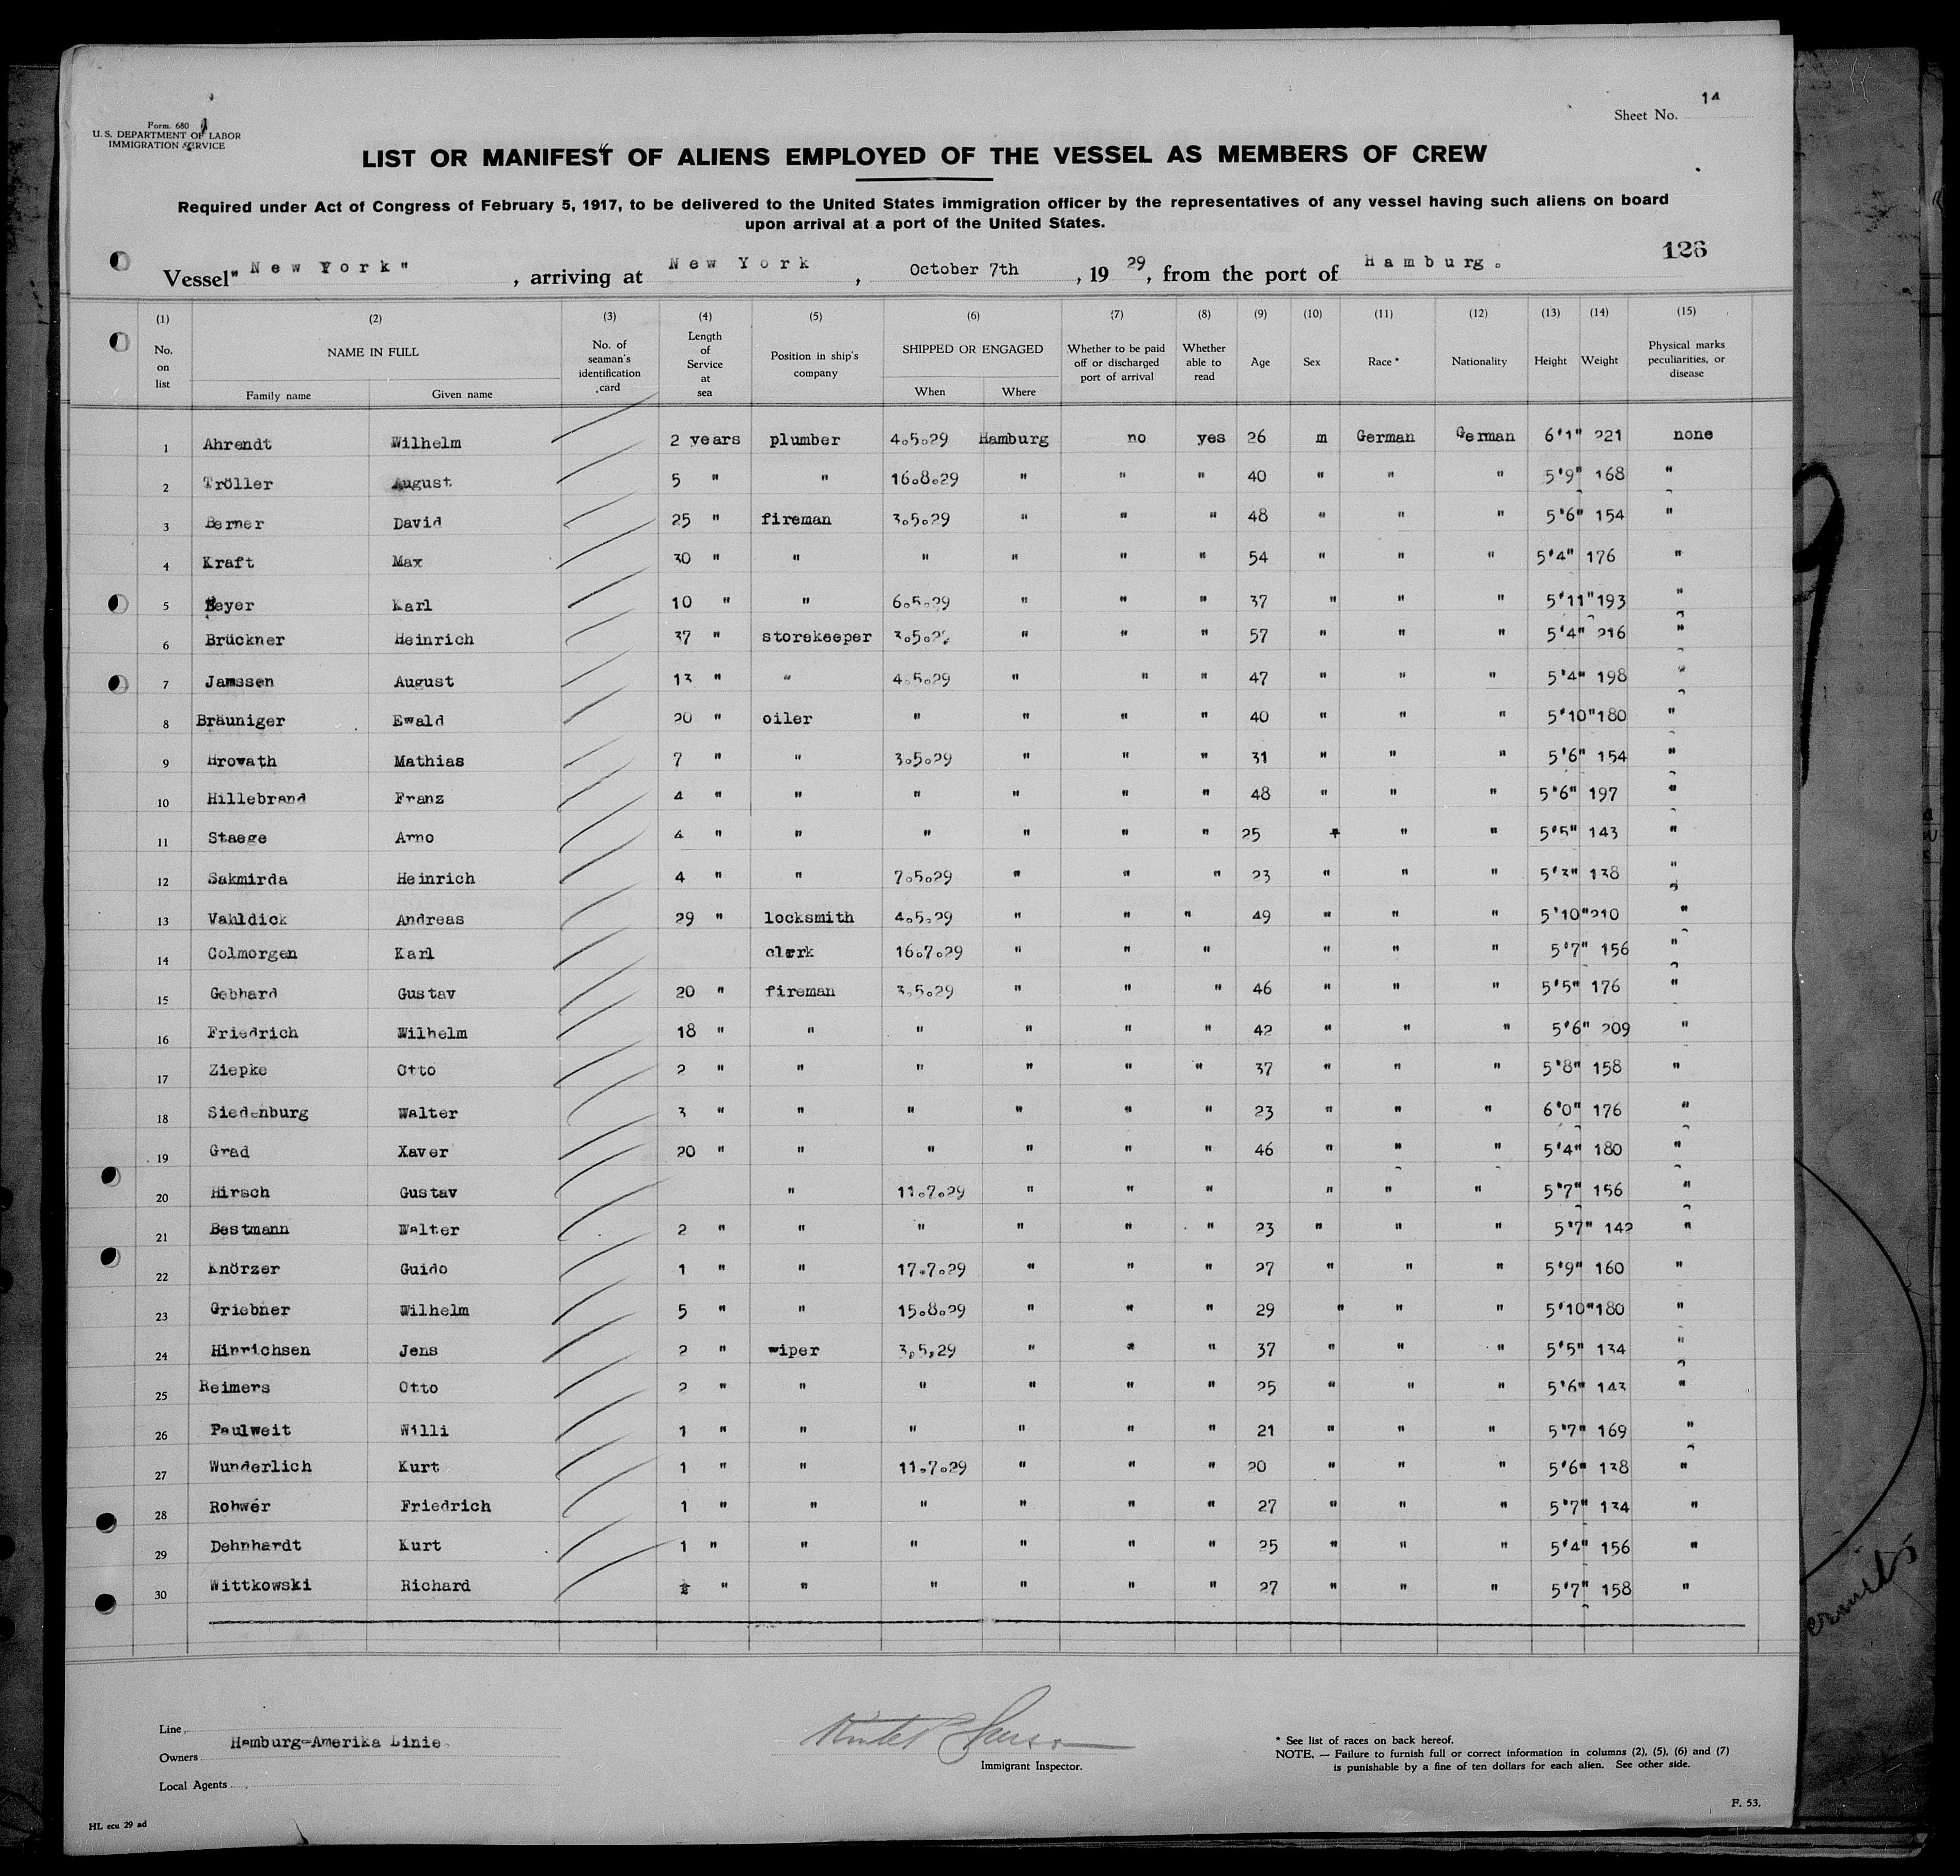 Form. 680
U. S. DEPARTMENT OF LABOR
IMMIGRATION SERVICE
Sheet No. 14
LIST OR MANIFEST OF ALIENS EMPLOYED OF THE VESSEL AS MEMBERS OF CREW
Required under Act of Congress of February 5, 1917, to be delivered to the United States immigration officer by the representatives of any vessel having such aliens on board
upon arrival at a port of the United States.
126
Vessel "New York", arriving at New York, October 7th, 1929, from the port of Hamburg.
(1) (2) (3) (4) (5) (6) (7) (8) (9) (10) (11) (12) (13) (14) (15)
No. on list NAME IN FULL Family name Given name No. of seaman's identification card Length of Service at sea Position in ship's company SHIPPED OR ENGAGED When Where Whether to be paid off or discharged port of arrival Whether able to read Age Sex Race * Nationality Height Weight Physical marks peculiarities, or disease
1 Ahrendt Wilhelm 2 years plumber 4.5.29 Hamburg no yes 26 m German German 6'1" 221 none
2 Tröller August 5 " " 16.8.29 " " " 40 " " " 5'9" 168 "
3 Berner David 25 " fireman 3.5.29 " " " 48 " " " 5'6" 154 "
4 Kraft Max 30 " " " " " " 54 " " " 5'4" 176 "
5 Beyer Karl 10 " " 6.5.29 " " " 37 " " " 5'11" 193 "
6 Brückner Heinrich 37 " storekeeper 3.5.29 " " " 57 " " " 5'4" 216 "
7 Janssen August 13 " " 4.5.29 " " " 47 " " " 5'4" 198 "
8 Bräuniger Ewald 20 " oiler " " " " 40 " " " 5'10" 180 "
9 Hrovath Mathias 7 " " 3.5.29 " " " 31 " " " 5'6" 154 "
10 Hillebrand Franz 4 " " " " " " 48 " " " 5'6" 197 "
11 Staege Arno 4 " " " " " " 25 " " " 5'5" 143 "
12 Sakmirda Heinrich 4 " " 7.5.29 " " " 23 " " " 5'3" 138 "
13 Vahldick Andreas 29 " locksmith 4.5.29 " " " 49 " " " 5'10" 210 "
14 Colmorgen Karl clerk 16.7.29 " " " " " " 5'7" 156 "
15 Gebhard Gustav 20 " fireman 3.5.29 " " " 46 " " " 5'5" 176 "
16 Friedrich Wilhelm 18 " " " " " " 42 " " " 5'6" 209 "
17 Ziepke Otto 2 " " " " " " 37 " " " 5'8" 158 "
18 Siedenburg Walter 3 " " " " " " 23 " " " 6'0" 176 "
19 Grad Xaver 20 " " " " " " 46 " " " 5'4" 180 "
20 Hirsch Gustav " 11.7.29 " " " " " " 5'7" 156 "
21 Bestmann Walter 2 " " " " " " 23 " " " 5'7" 142 "
22 Knörzer Guido 1 " " 17.7.29 " " " 27 " " " 5'9" 160 "
23 Griebner Wilhelm 5 " " 15.8.29 " " " 29 " " " 5'10" 180 "
24 Hinrichsen Jens 2 " wiper 3.5.29 " " " 37 " " " 5'5" 134 "
25 Reimers Otto 2 " " " " " " 25 " " " 5'6" 143 "
26 Paulweit Willi 1 " " " " " " 21 " " " 5'7" 169 "
27 Wunderlich Kurt 1 " " 11.7.29 " " " 20 " " " 5'6" 138 "
28 Rohwer Friedrich 1 " " " " " " 27 " " " 5'7" 134 "
29 Dehnhardt Kurt 1 " " " " " " 25 " " " 5'4" 156 "
30 Wittkowski Richard ½ " " " " " " 27 " " " 5'7" 158 "
Line
Owners Hamburg-Amerika Linie.
Local Agents
Immigrant Inspector.
* See list of races on back hereof.
NOTE. — Failure to furnish full or correct information in columns (2), (5), (6) and (7)
is punishable by a fine of ten dollars for each alien. See other side.
F. 53.
HL ecu 29 ad